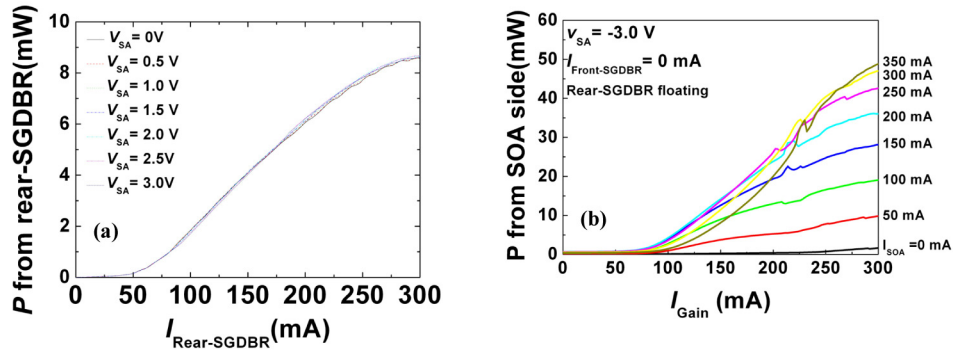 10
8
6
4
2
0
P from rear-SGDBR(mW)
V_SA = 0V
V_SA = 0.5 V
V_SA = 1.0 V
V_SA = 1.5 V
V_SA = 2.0 V
V_SA = 2.5V
V_SA = 3.0V
(a)
0 50 100 150 200 250 300
I_Rear-SGDBR(mA)
60
50
40
30
20
10
0
P from SOA side(mW)
v_SA = -3.0 V
I_Front-SGDBR = 0 mA
Rear-SGDBR floating
(b)
350 mA
300 mA
250 mA
200 mA
150 mA
100 mA
50 mA
I_SOA =0 mA
0 50 100 150 200 250 300
I_Gain(mA)